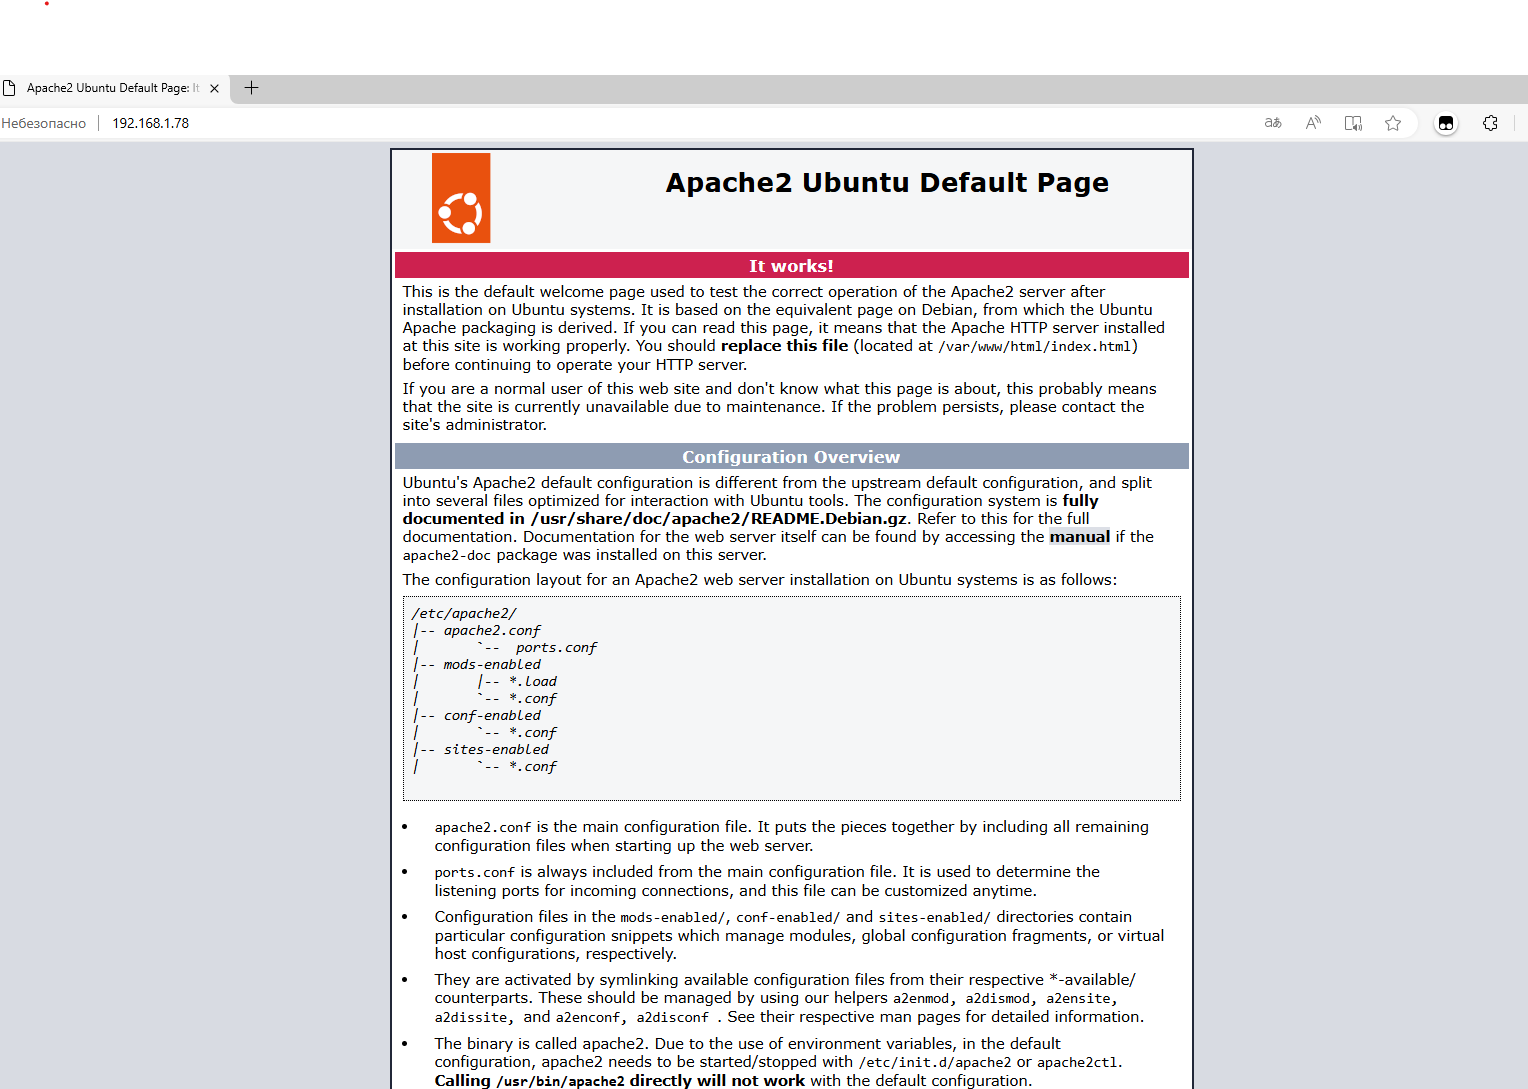 Apache2 Ubuntu Default Page: It
Небезопасно 192.168.1.78
Apache2 Ubuntu Default Page
It works!
This is the default welcome page used to test the correct operation of the Apache2 server after
installation on Ubuntu systems. It is based on the equivalent page on Debian, from which the Ubuntu
Apache packaging is derived. If you can read this page, it means that the Apache HTTP server installed
at this site is working properly. You should replace this file (located at /var/www/html/index.html)
before continuing to operate your HTTP server.
If you are a normal user of this web site and don't know what this page is about, this probably means
that the site is currently unavailable due to maintenance. If the problem persists, please contact the
site's administrator.
Configuration Overview
Ubuntu's Apache2 default configuration is different from the upstream default configuration, and split
into several files optimized for interaction with Ubuntu tools. The configuration system is fully
documented in /usr/share/doc/apache2/README.Debian.gz. Refer to this for the full
documentation. Documentation for the web server itself can be found by accessing the manual if the
apache2-doc package was installed on this server.
The configuration layout for an Apache2 web server installation on Ubuntu systems is as follows:
/etc/apache2/
|-- apache2.conf
|       `--  ports.conf
|-- mods-enabled
|       |-- *.load
|       `-- *.conf
|-- conf-enabled
|       `-- *.conf
|-- sites-enabled
|       `-- *.conf
• apache2.conf is the main configuration file. It puts the pieces together by including all remaining
configuration files when starting up the web server.
• ports.conf is always included from the main configuration file. It is used to determine the
listening ports for incoming connections, and this file can be customized anytime.
• Configuration files in the mods-enabled/, conf-enabled/ and sites-enabled/ directories contain
particular configuration snippets which manage modules, global configuration fragments, or virtual
host configurations, respectively.
• They are activated by symlinking available configuration files from their respective *-available/
counterparts. These should be managed by using our helpers a2enmod, a2dismod, a2ensite,
a2dissite, and a2enconf, a2disconf . See their respective man pages for detailed information.
• The binary is called apache2. Due to the use of environment variables, in the default
configuration, apache2 needs to be started/stopped with /etc/init.d/apache2 or apache2ctl.
Calling /usr/bin/apache2 directly will not work with the default configuration.